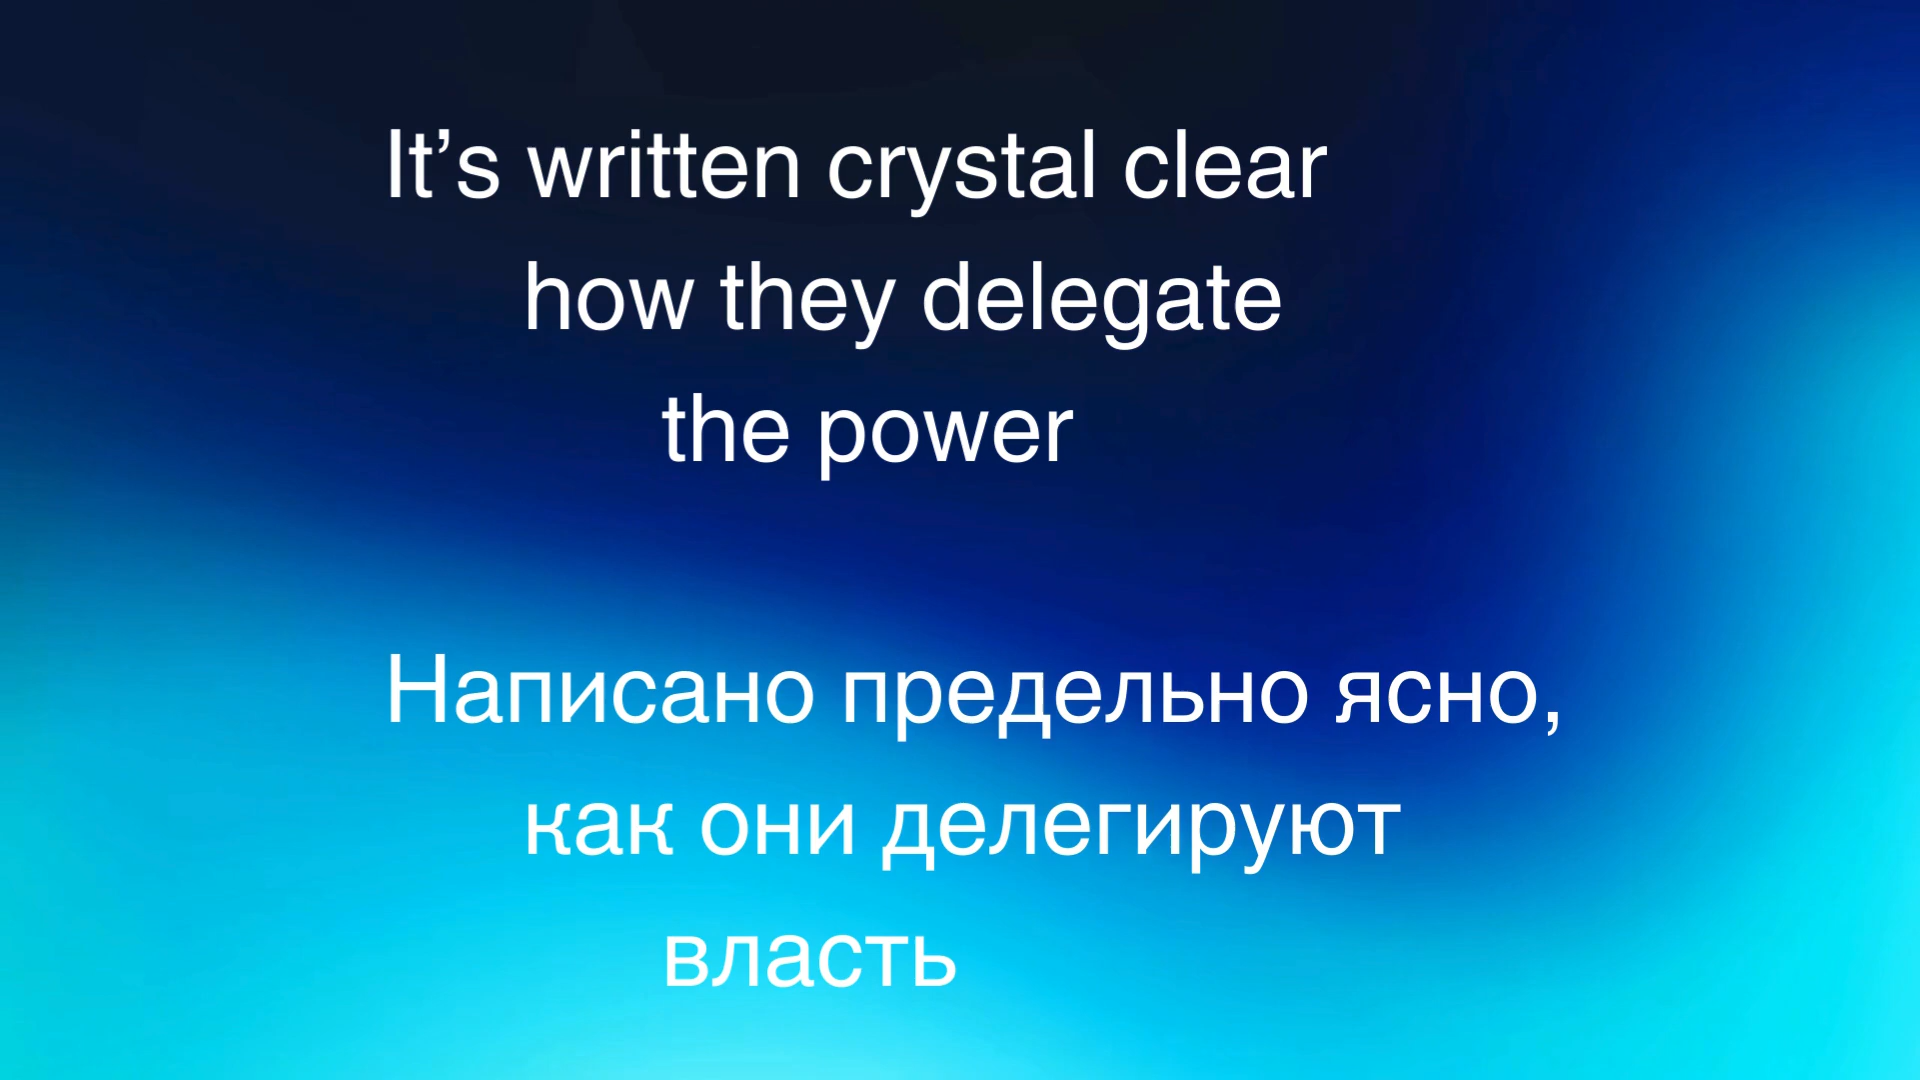 It’s written crystal clear
how they delegate
the power
Написано предельно ясно,
как они делегируют
власть